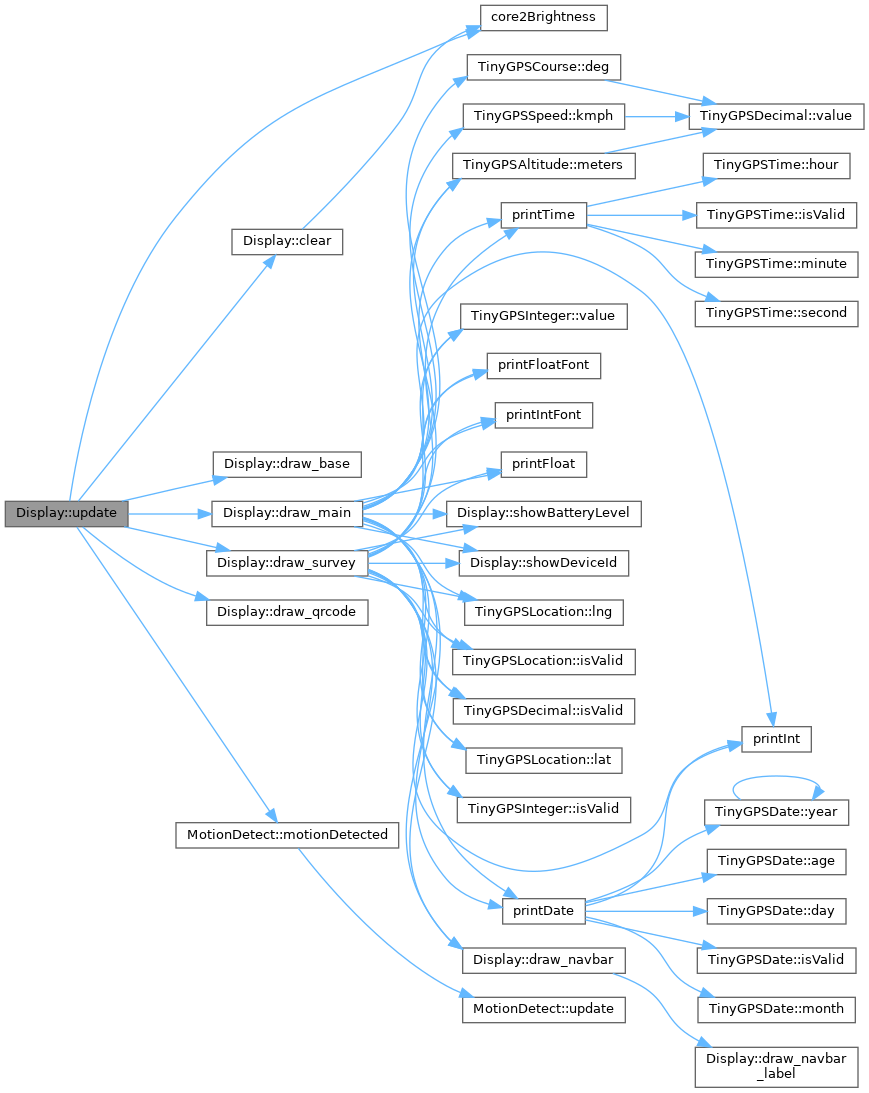 core2Brightness
TinyGPSCourse::deg
TinyGPSSpeed::kmph
TinyGPSDecimal::value
TinyGPSAltitude::meters
TinyGPSTime::hour
printTime
TinyGPSTime::isValid
Display::clear
TinyGPSTime::minute
TinyGPSTime::second
TinyGPSInteger::value
printFloatFont
printIntFont
Display::draw_base
printFloat
Display::update
Display::draw_main
Display::showBatteryLevel
Display::draw_survey
Display::showDeviceId
Display::draw_qrcode
TinyGPSLocation::lng
TinyGPSLocation::isValid
TinyGPSDecimal::isValid
printInt
TinyGPSLocation::lat
TinyGPSInteger::isValid
TinyGPSDate::year
MotionDetect::motionDetected
TinyGPSDate::age
printDate
TinyGPSDate::day
Display::draw_navbar
TinyGPSDate::isValid
MotionDetect::update
TinyGPSDate::month
Display::draw_navbar
_label